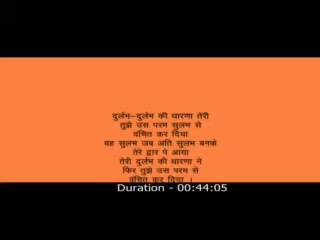 दुर्लभ-दुर्लभ की धारणा तेरी
तुझे उस परम सुलभ से
वंचित कर दिया
वह सुलभ जब अति सुलभ बनके
तेरे द्वार पे आया
तेरी दुर्लभ की धारणा ने
फिर तुझे उस परम से
वंचित कर दिया ।
Duration - 00:44:05